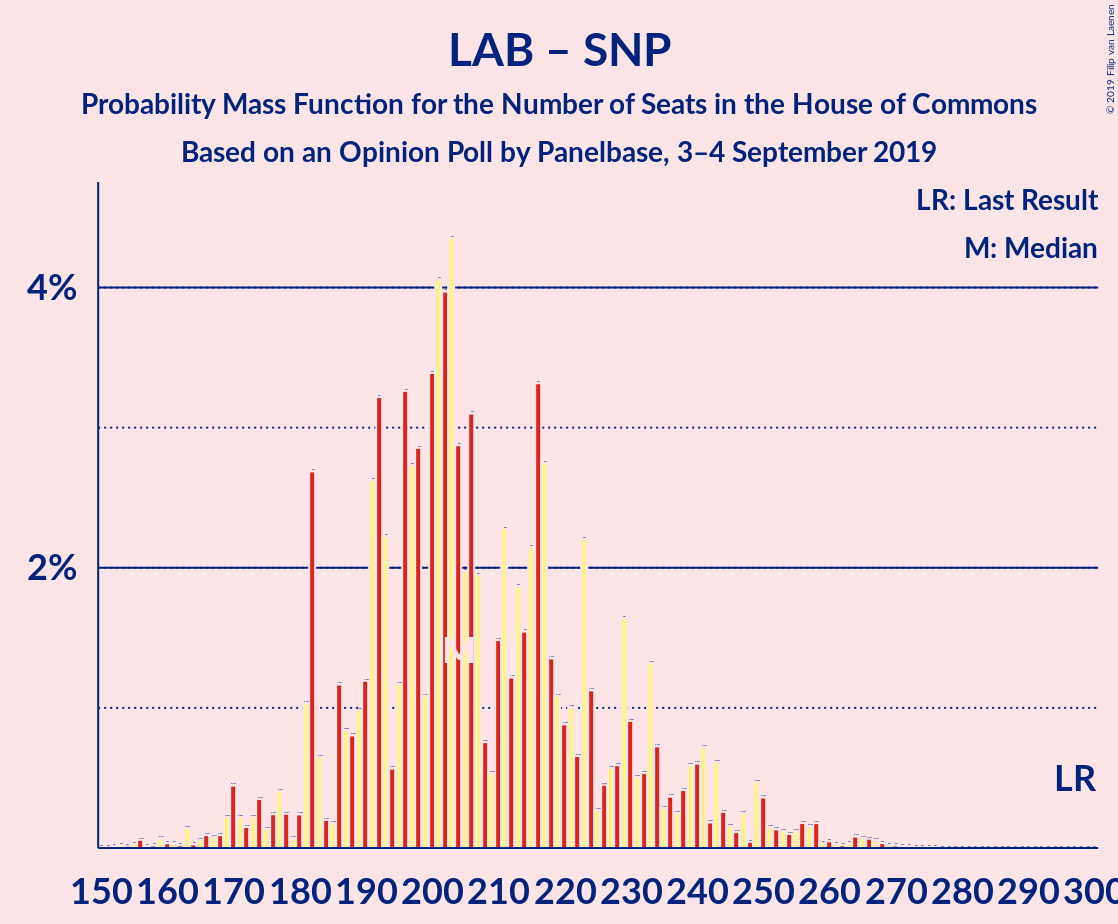 LAB – SNP
Probability Mass Function for the Number of Seats in the House of Commons
Based on an Opinion Poll by Panelbase, 3–4 September 2019
© 2019 Filip van Laenen
LR: Last Result
M: Median
4%
2%
M
LR
150 160 170 180 190 200 210 220 230 240 250 260 270 280 290 300